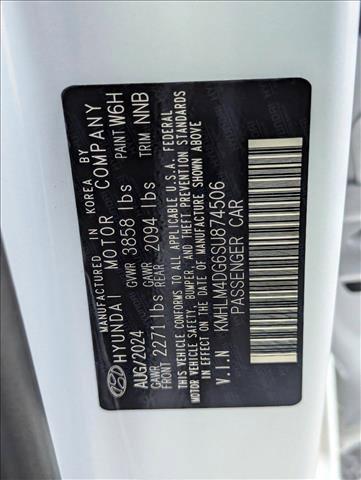 MANUFACTURED IN KOREA BY
HYUNDAI MOTOR COMPANY
AUG/2024 GVWR 3858 lbs PAINT W6H
GAWR FRONT 2271 lbs GAWR REAR 2094 lbs TRIM NNB
THIS VEHICLE CONFORMS TO ALL APPLICABLE U.S.A. FEDERAL
MOTOR VEHICLE SAFETY, BUMPER, AND THEFT PREVENTION STANDARDS
IN EFFECT ON THE DATE OF MANUFACTURE SHOWN ABOVE
V.I.N KMHLM4DG6SU874506
PASSENGER CAR